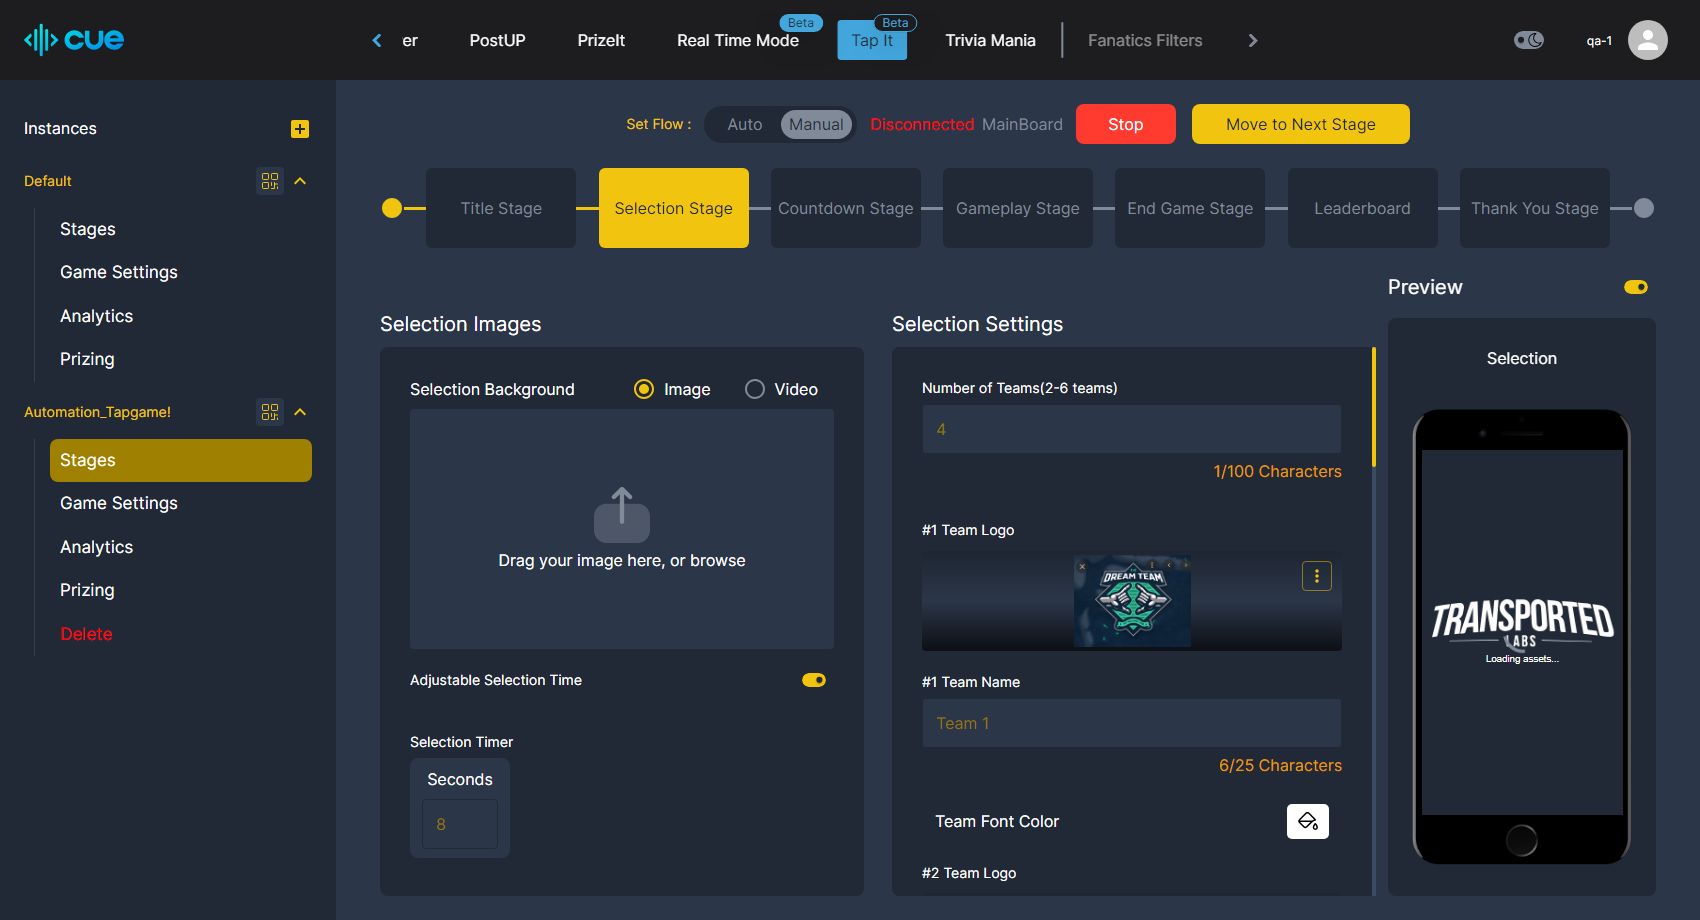 cue
er
PostUP
PrizeIt
Real Time Mode
Beta
Tap It
Beta
Trivia Mania
Fanatics Filters
qa-1
Instances
Default
Stages
Game Settings
Analytics
Prizing
Automation_Tapgame!
Stages
Game Settings
Analytics
Prizing
Delete
Set Flow :
Auto
Manual
Disconnected MainBoard
Stop
Move to Next Stage
Title Stage
Selection Stage
Countdown Stage
Gameplay Stage
End Game Stage
Leaderboard
Thank You Stage
Selection Images
Selection Background
Image
Video
Drag your image here, or browse
Adjustable Selection Time
Selection Timer
Seconds
8
Selection Settings
Number of Teams(2-6 teams)
4
1/100 Characters
#1 Team Logo
DREAM TEAM
#1 Team Name
Team 1
6/25 Characters
Team Font Color
#2 Team Logo
Preview
Selection
TRANSPORTED
LABS
Loading assets...